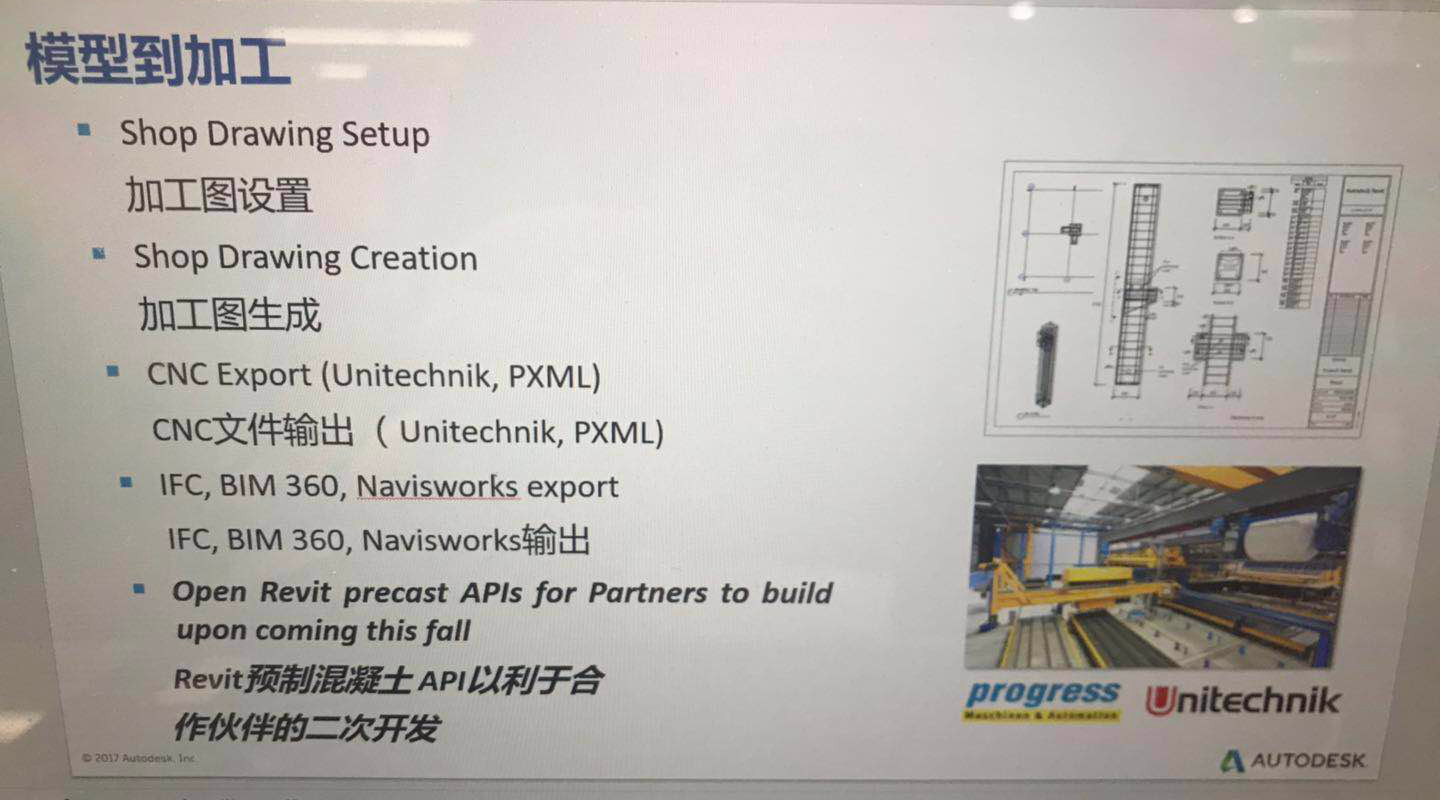 模型到加工
Shop Drawing Setup
加工图设置
Shop Drawing Creation
加工图生成
CNC Export (Unitechnik, PXML)
CNC文件输出 ( Unitechnik, PXML)
IFC, BIM 360, Navisworks export
IFC, BIM 360, Navisworks输出
Open Revit precast APIs for Partners to build
upon coming this fall
Revit预制混凝土API以利于合
作伙伴的二次开发
progress
Maschinen & Automation
Unitechnik
© 2017 Autodesk, Inc.
AUTODESK